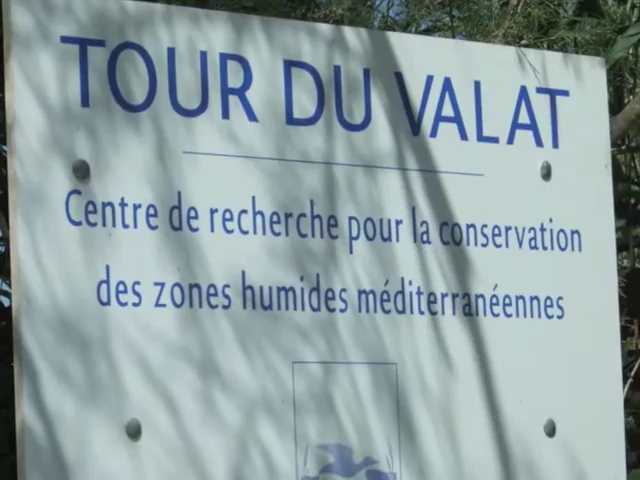 TOUR DU VALAT
Centre de recherche pour la conservation
des zones humides méditerranéennes